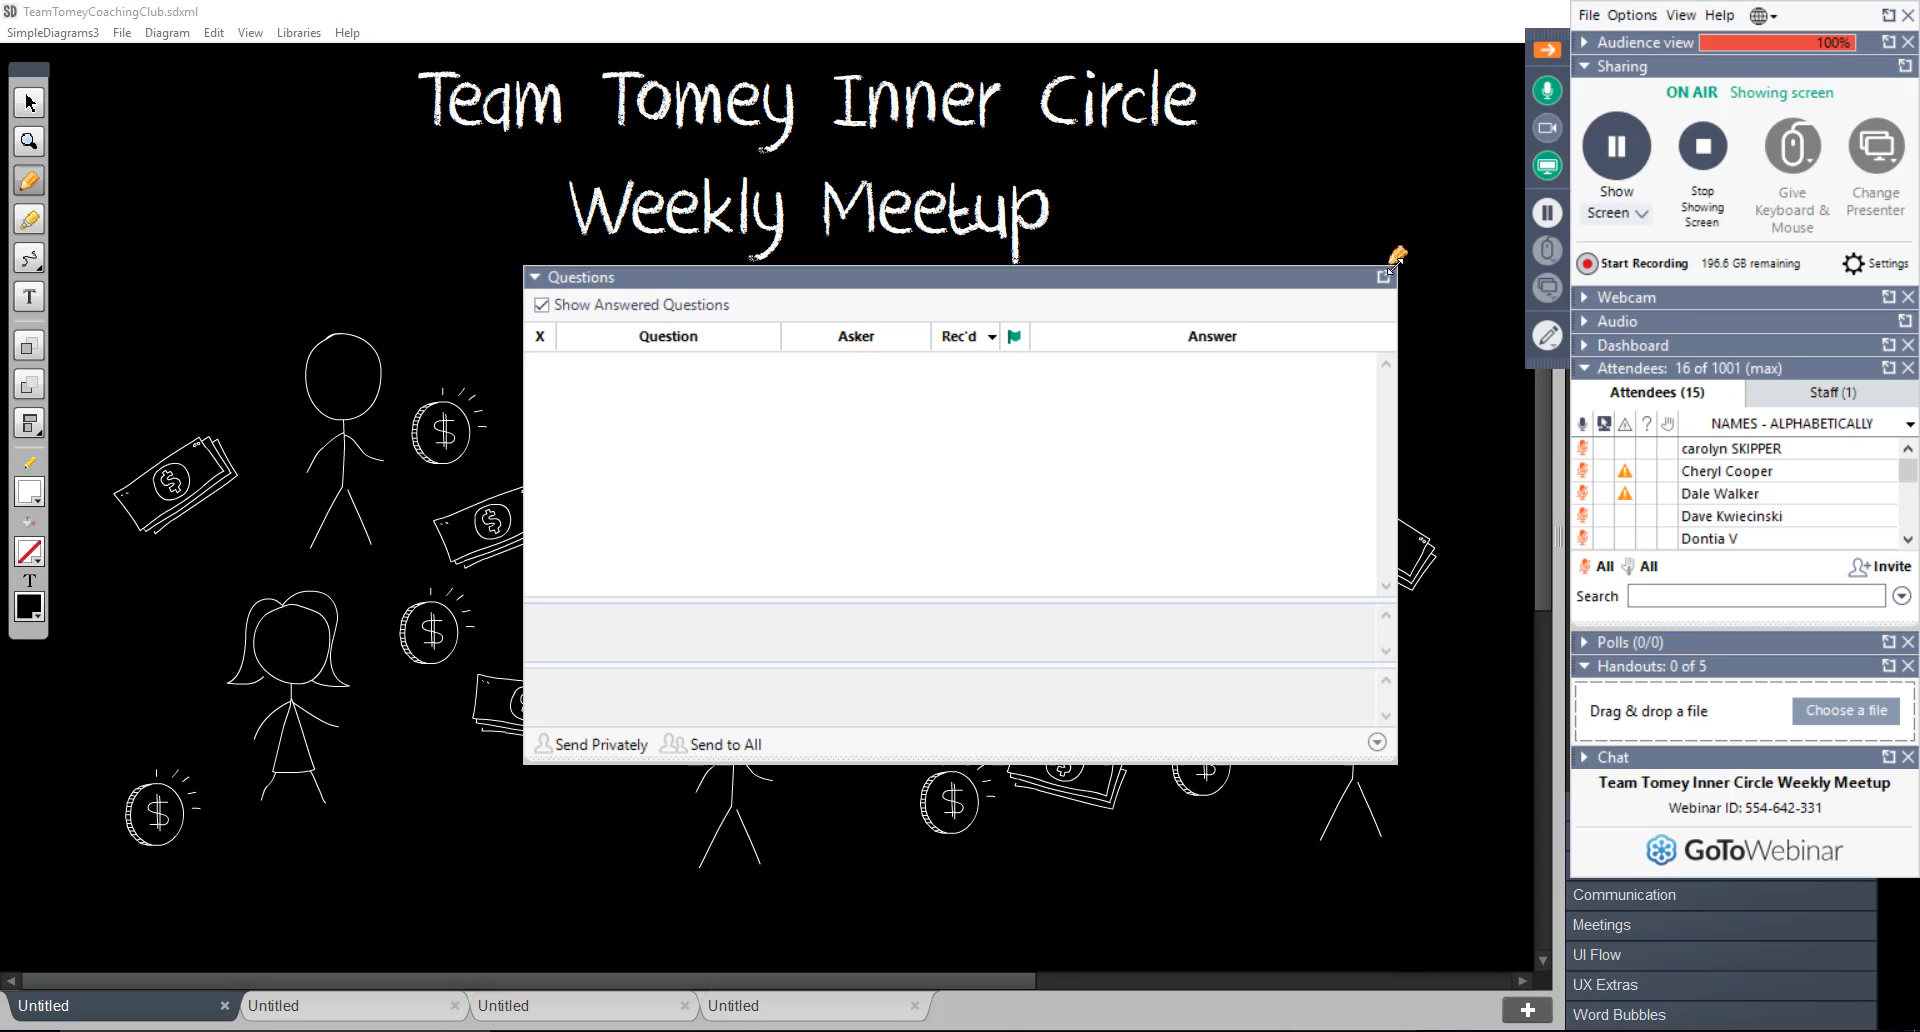 SD TeamTomeyCoachingClub.sdxml
SimpleDiagrams3 File Diagram Edit View Libraries Help
Team Tomey Inner Circle
Weekly Meetup
Questions
Show Answered Questions
X Question Asker Rec'd Answer
Send Privately Send to All
T
T
$
$
$
$
$
$
$
$
$
$
Untitled
Untitled
Untitled
Untitled
File Options View Help
Audience view 100%
Sharing
ON AIR Showing screen
Show
Screen
Stop
Showing
Screen
Give
Keyboard &
Mouse
Change
Presenter
Start Recording 196.6 GB remaining Settings
Webcam
Audio
Dashboard
Attendees: 16 of 1001 (max)
Attendees (15) Staff (1)
? NAMES - ALPHABETICALLY
carolyn SKIPPER
Cheryl Cooper
Dale Walker
Dave Kwiecinski
Dontia V
All All Invite
Search
Polls (0/0)
Handouts: 0 of 5
Drag & drop a file Choose a file
Chat
Team Tomey Inner Circle Weekly Meetup
Webinar ID: 554-642-331
GoToWebinar
Communication
Meetings
UI Flow
UX Extras
Word Bubbles